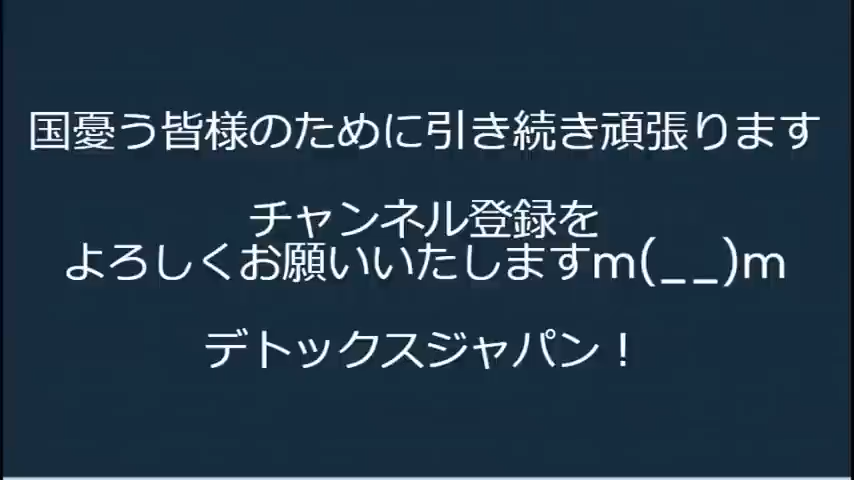 国憂う皆様のために引き続き頑張ります
チャンネル登録を
よろしくお願いいたしますm(__)m
デトックスジャパン！